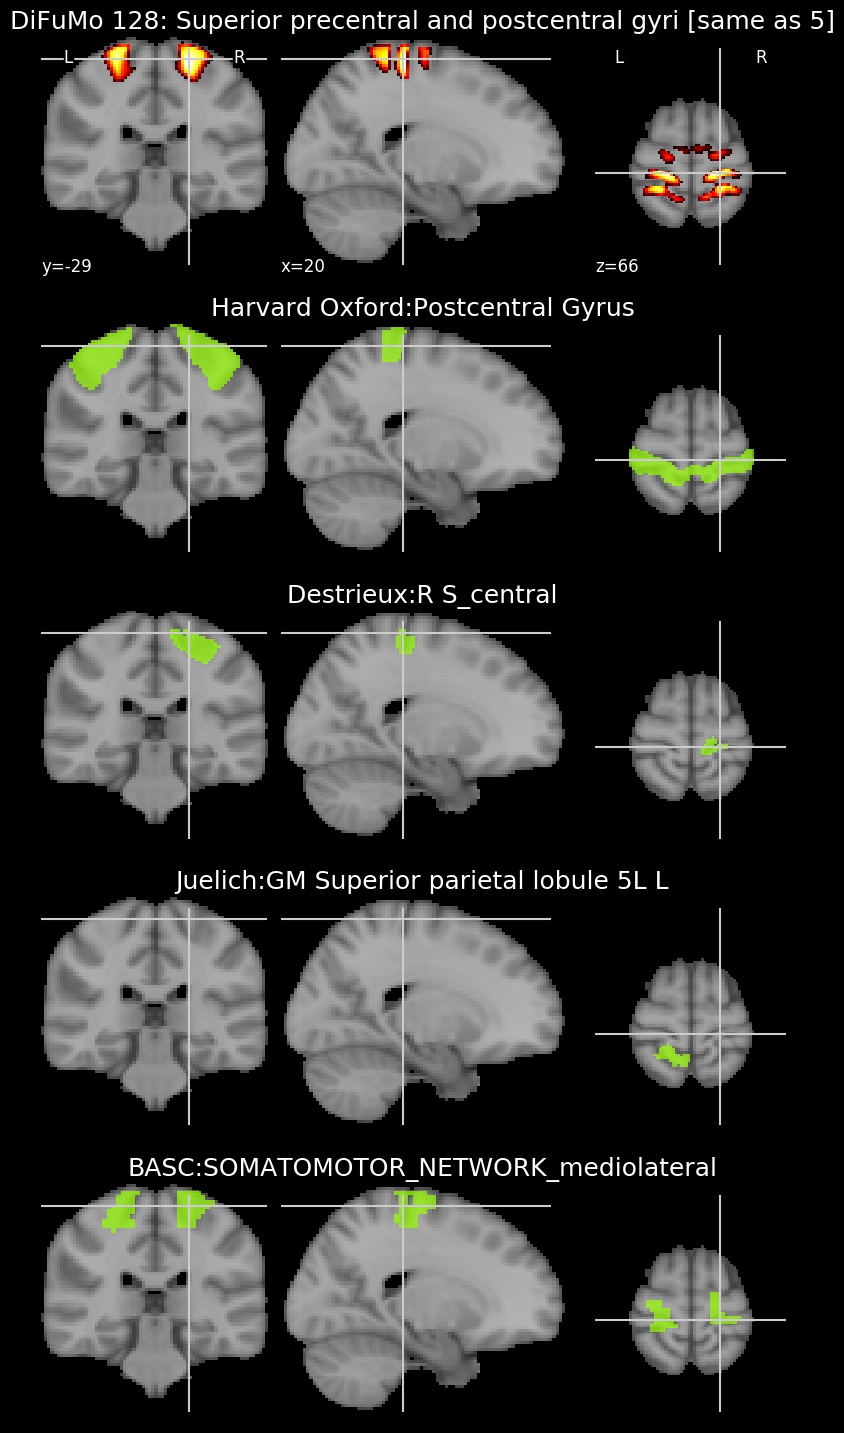 DiFuMo 128: Superior precentral and postcentral gyri [same as 5]
L R L R
y=-29 x=20 z=66
Harvard Oxford:Postcentral Gyrus
Destrieux:R S_central
Juelich:GM Superior parietal lobule 5L L
BASC:SOMATOMOTOR_NETWORK_mediolateral